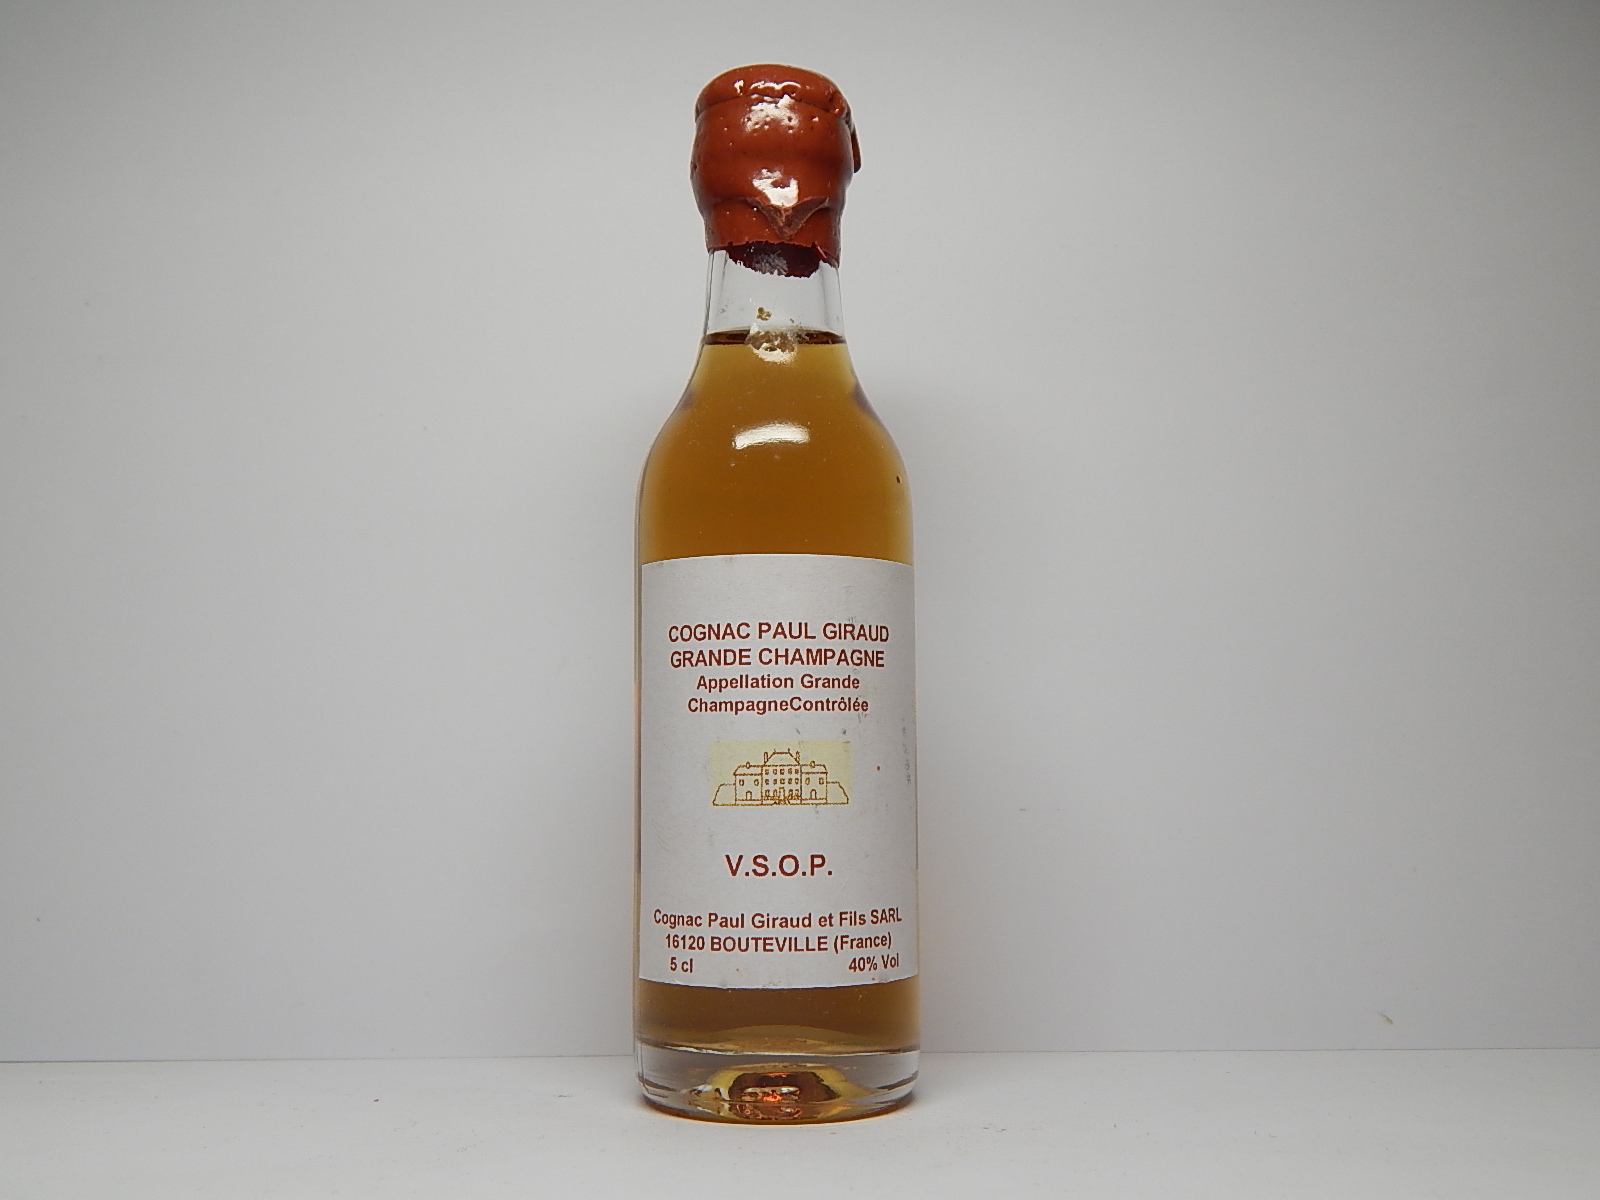 COGNAC PAUL GIRAUD
GRANDE CHAMPAGNE
Appellation Grande
ChampagneContrôlée
V.S.O.P.
Cognac Paul Giraud et Fils SARL
16120 BOUTEVILLE (France)
5 cl 40% Vol